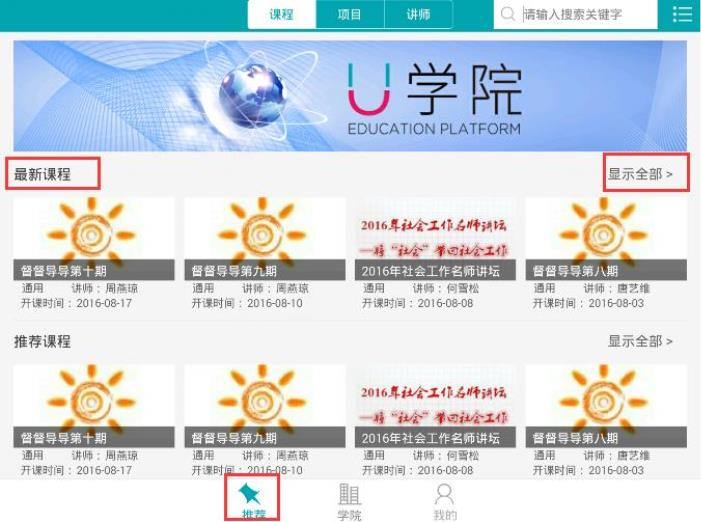 课程 项目 讲师 请输入搜索关键字
U学院
EDUCATION PLATFORM
最新课程 显示全部 >
2016年社会工作名师讲坛
—将“社会”带回社会工作
督督导导第十期 督督导导第九期 2016年社会工作名师讲坛 督督导导第八期
通用 讲师：周燕琼 通用 讲师：周燕琼 通用 讲师：何雪松 通用 讲师：唐艺维
开课时间：2016-08-17 开课时间：2016-08-10 开课时间：2016-08-08 开课时间：2016-08-03
推荐课程 显示全部 >
2016年社会工作名师讲坛
—将“社会”带回社会工作
督督导导第十期 督督导导第九期 2016年社会工作名师讲坛 督督导导第八期
通用 讲师：周燕琼 通用 讲师：周燕琼 通用 讲师：何雪松 通用 讲师：唐艺维
开课时间：2016-08-17 开课时间：2016-08-10 开课时间：2016-08-08 开课时间：2016-08-03
推荐 学院 我的